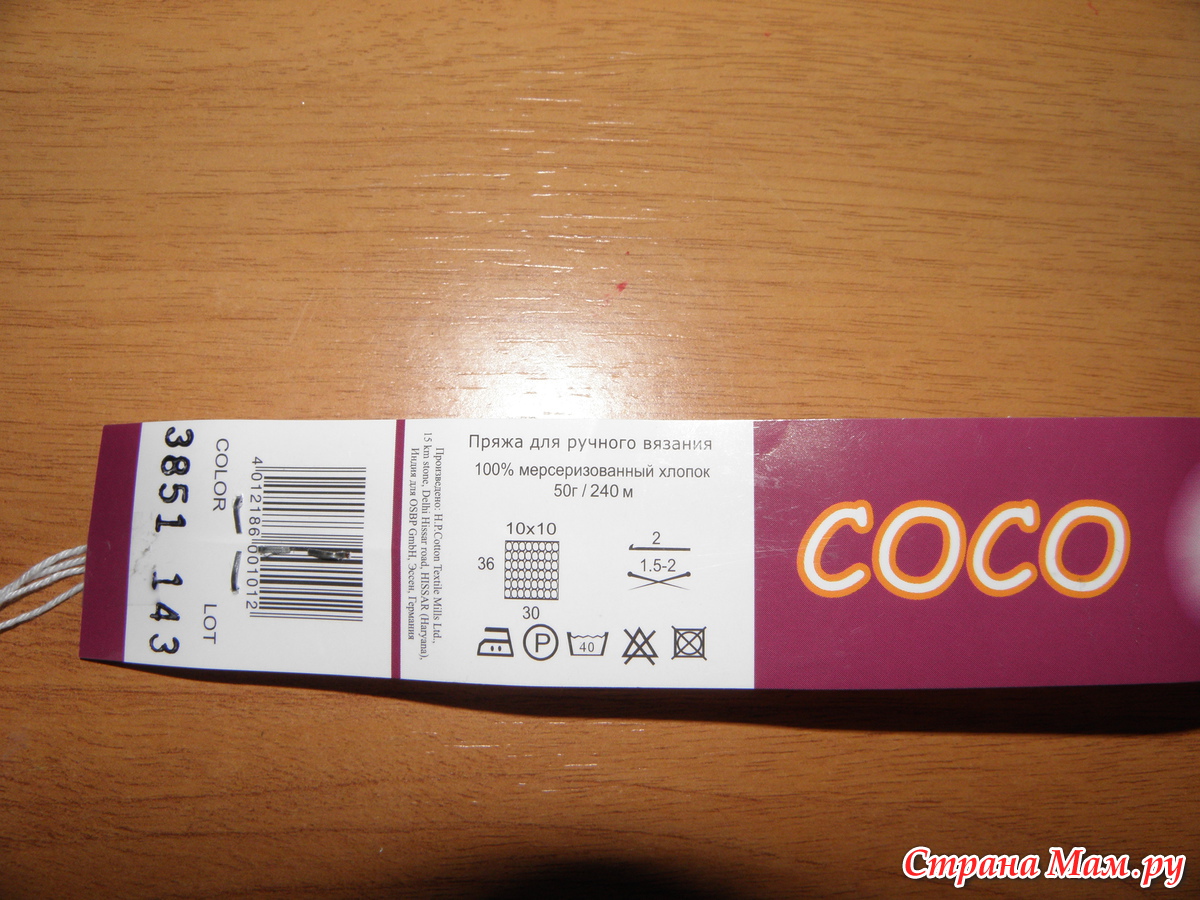 3851 143
COLOR LOT
4 012186 001012
Произведено: H.P.Cotton Textile Mills Ltd.,
15 km stone, Delhi Hissar road, HISSAR (Haryana),
Индия для OSBP GmbH, Эссен, Германия
Пряжа для ручного вязания
100% мерсеризованный хлопок
50г / 240 м
10x10
36
30
2
1.5-2
P
40
COCO
Страна Мам.ру